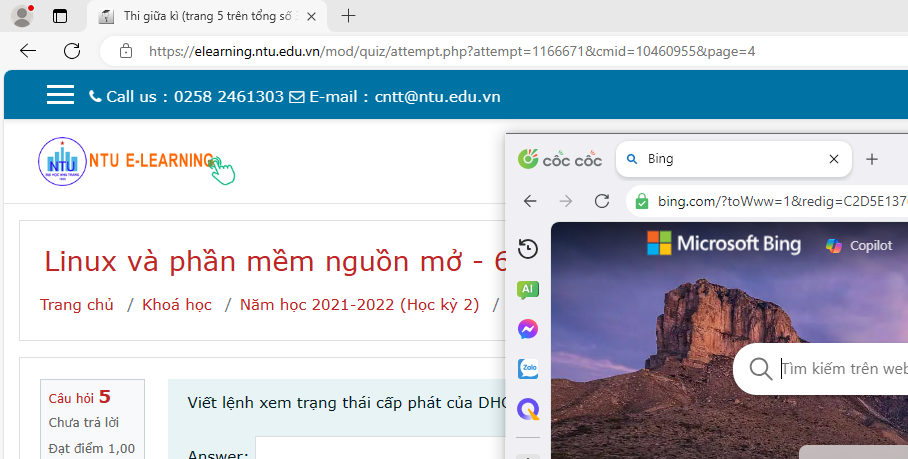 Thi giữa kì (trang 5 trên tổng số
https://elearning.ntu.edu.vn/mod/quiz/attempt.php?attempt=1166671&cmid=10460955&page=4
Call us : 0258 2461303 E-mail : cntt@ntu.edu.vn
NTU
NTU E-LEARNING
cốc cốc
Bing
bing.com/?toWww=1&redig=C2D5E137
Microsoft Bing
Copilot
Linux và phần mềm nguồn mở - 6
Trang chủ / Khoá học / Năm học 2021-2022 (Học kỳ 2) /
AI
Zalo
Tìm kiếm trên web
Câu hỏi 5
Chưa trả lời
Đạt điểm 1,00
Viết lệnh xem trạng thái cấp phát của DHC
Answer: